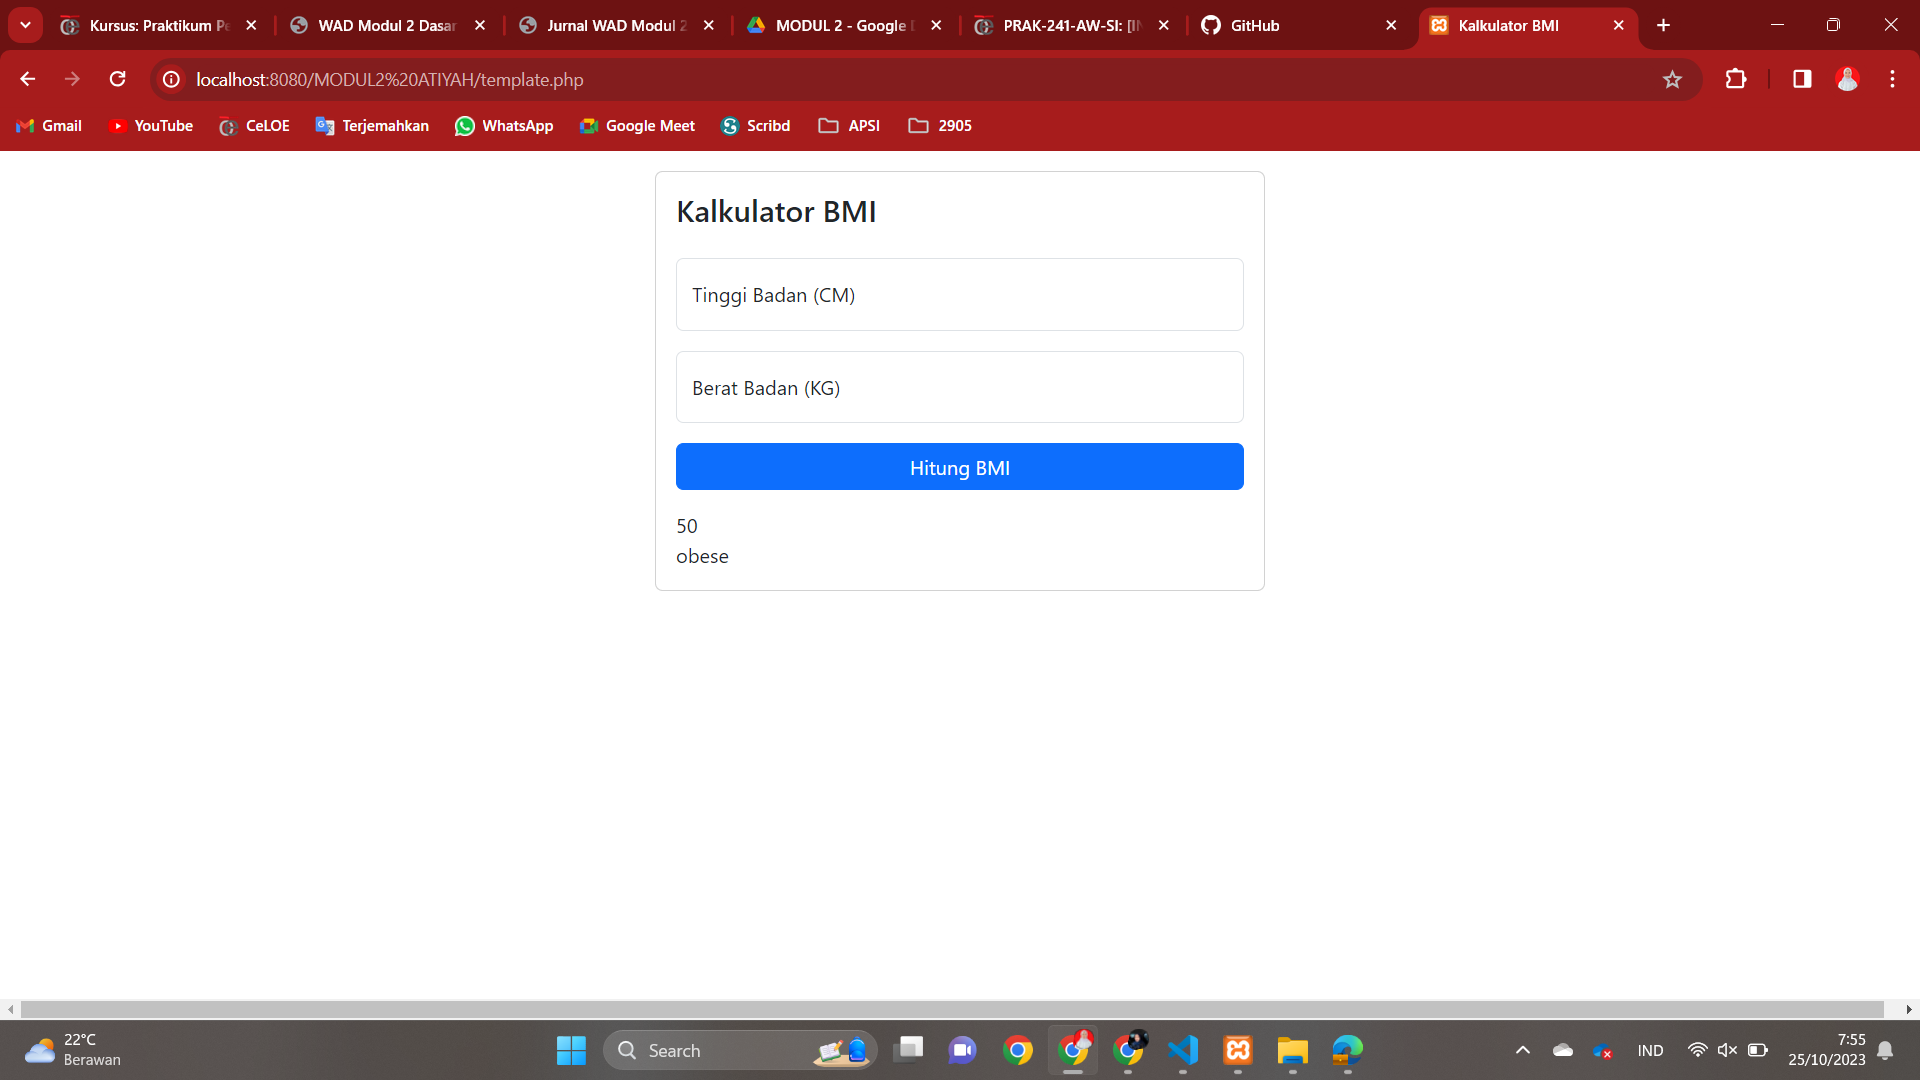 Kursus: Praktikum Pe
WAD Modul 2 Dasar
Jurnal WAD Modul 2
MODUL 2 - Google D
PRAK-241-AW-SI: [IN
GitHub
Kalkulator BMI
localhost:8080/MODUL2%20ATIYAH/template.php
Gmail
YouTube
CeLOE
Terjemahkan
WhatsApp
Google Meet
Scribd
APSI
2905
Kalkulator BMI
Tinggi Badan (CM)
Berat Badan (KG)
Hitung BMI
50
obese
22°C
Berawan
Search
IND
7:55
25/10/2023